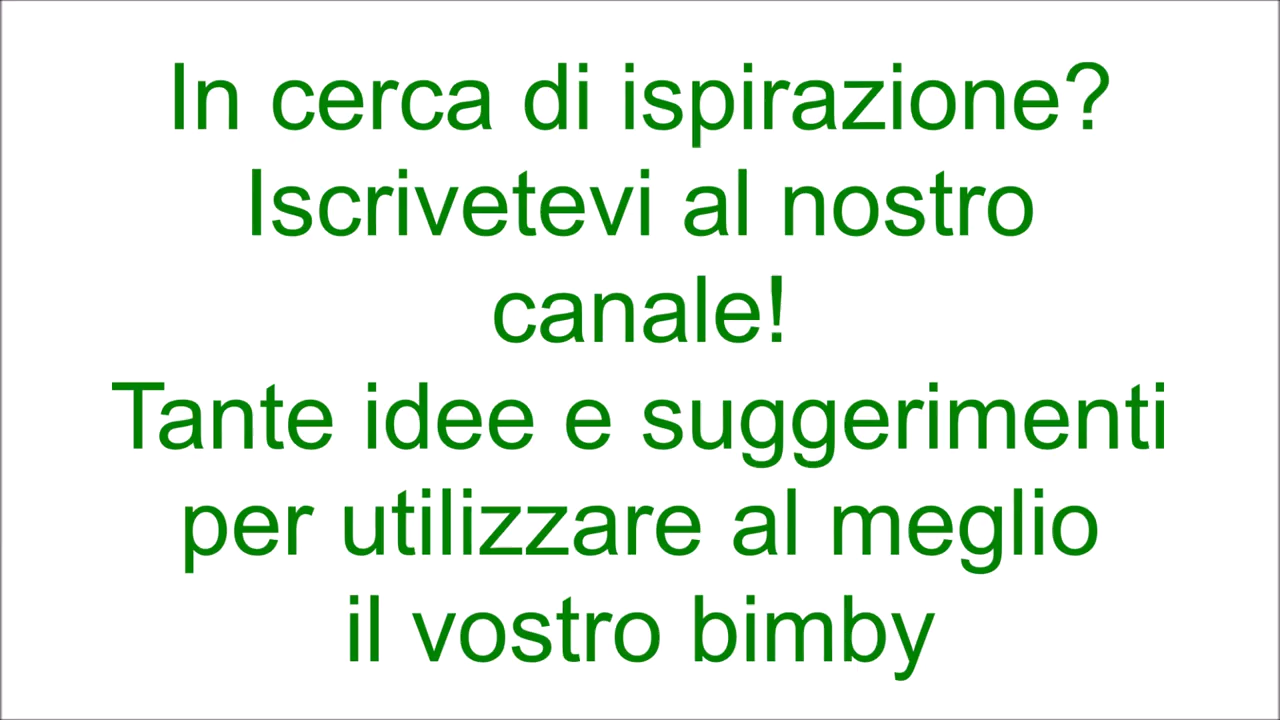 In cerca di ispirazione?
Iscrivetevi al nostro
canale!
Tante idee e suggerimenti
per utilizzare al meglio
il vostro bimby